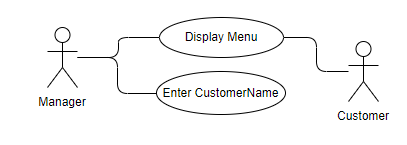 Display Menu
Manager
Enter CustomerName
Customer